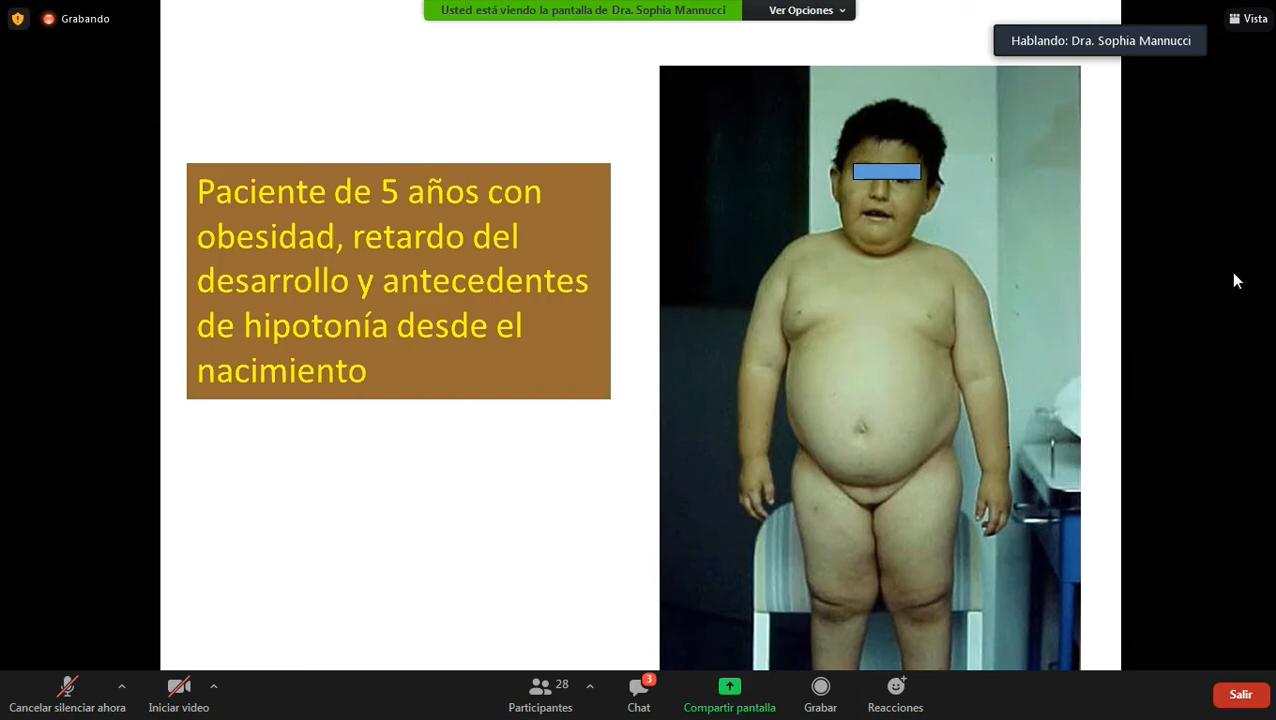 Grabando
Usted está viendo la pantalla de Dra. Sophia Mannucci
Ver Opciones
Vista
Hablando: Dra. Sophia Mannucci
Paciente de 5 años con
obesidad, retardo del
desarrollo y antecedentes
de hipotonía desde el
nacimiento
Cancelar silenciar ahora
Iniciar video
28
Participantes
3
Chat
Compartir pantalla
Grabar
Reacciones
Salir